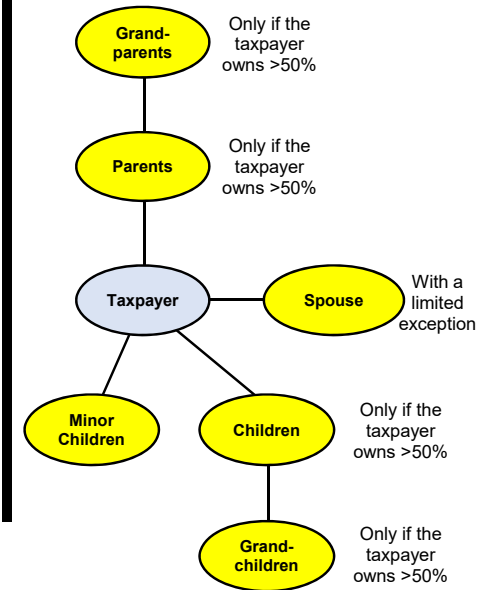 Grand-
parents
Only if the
taxpayer
owns >50%
Parents
Only if the
taxpayer
owns >50%
Taxpayer
Spouse
With a
limited
exception
Minor
Children
Children
Only if the
taxpayer
owns >50%
Grand-
children
Only if the
taxpayer
owns >50%